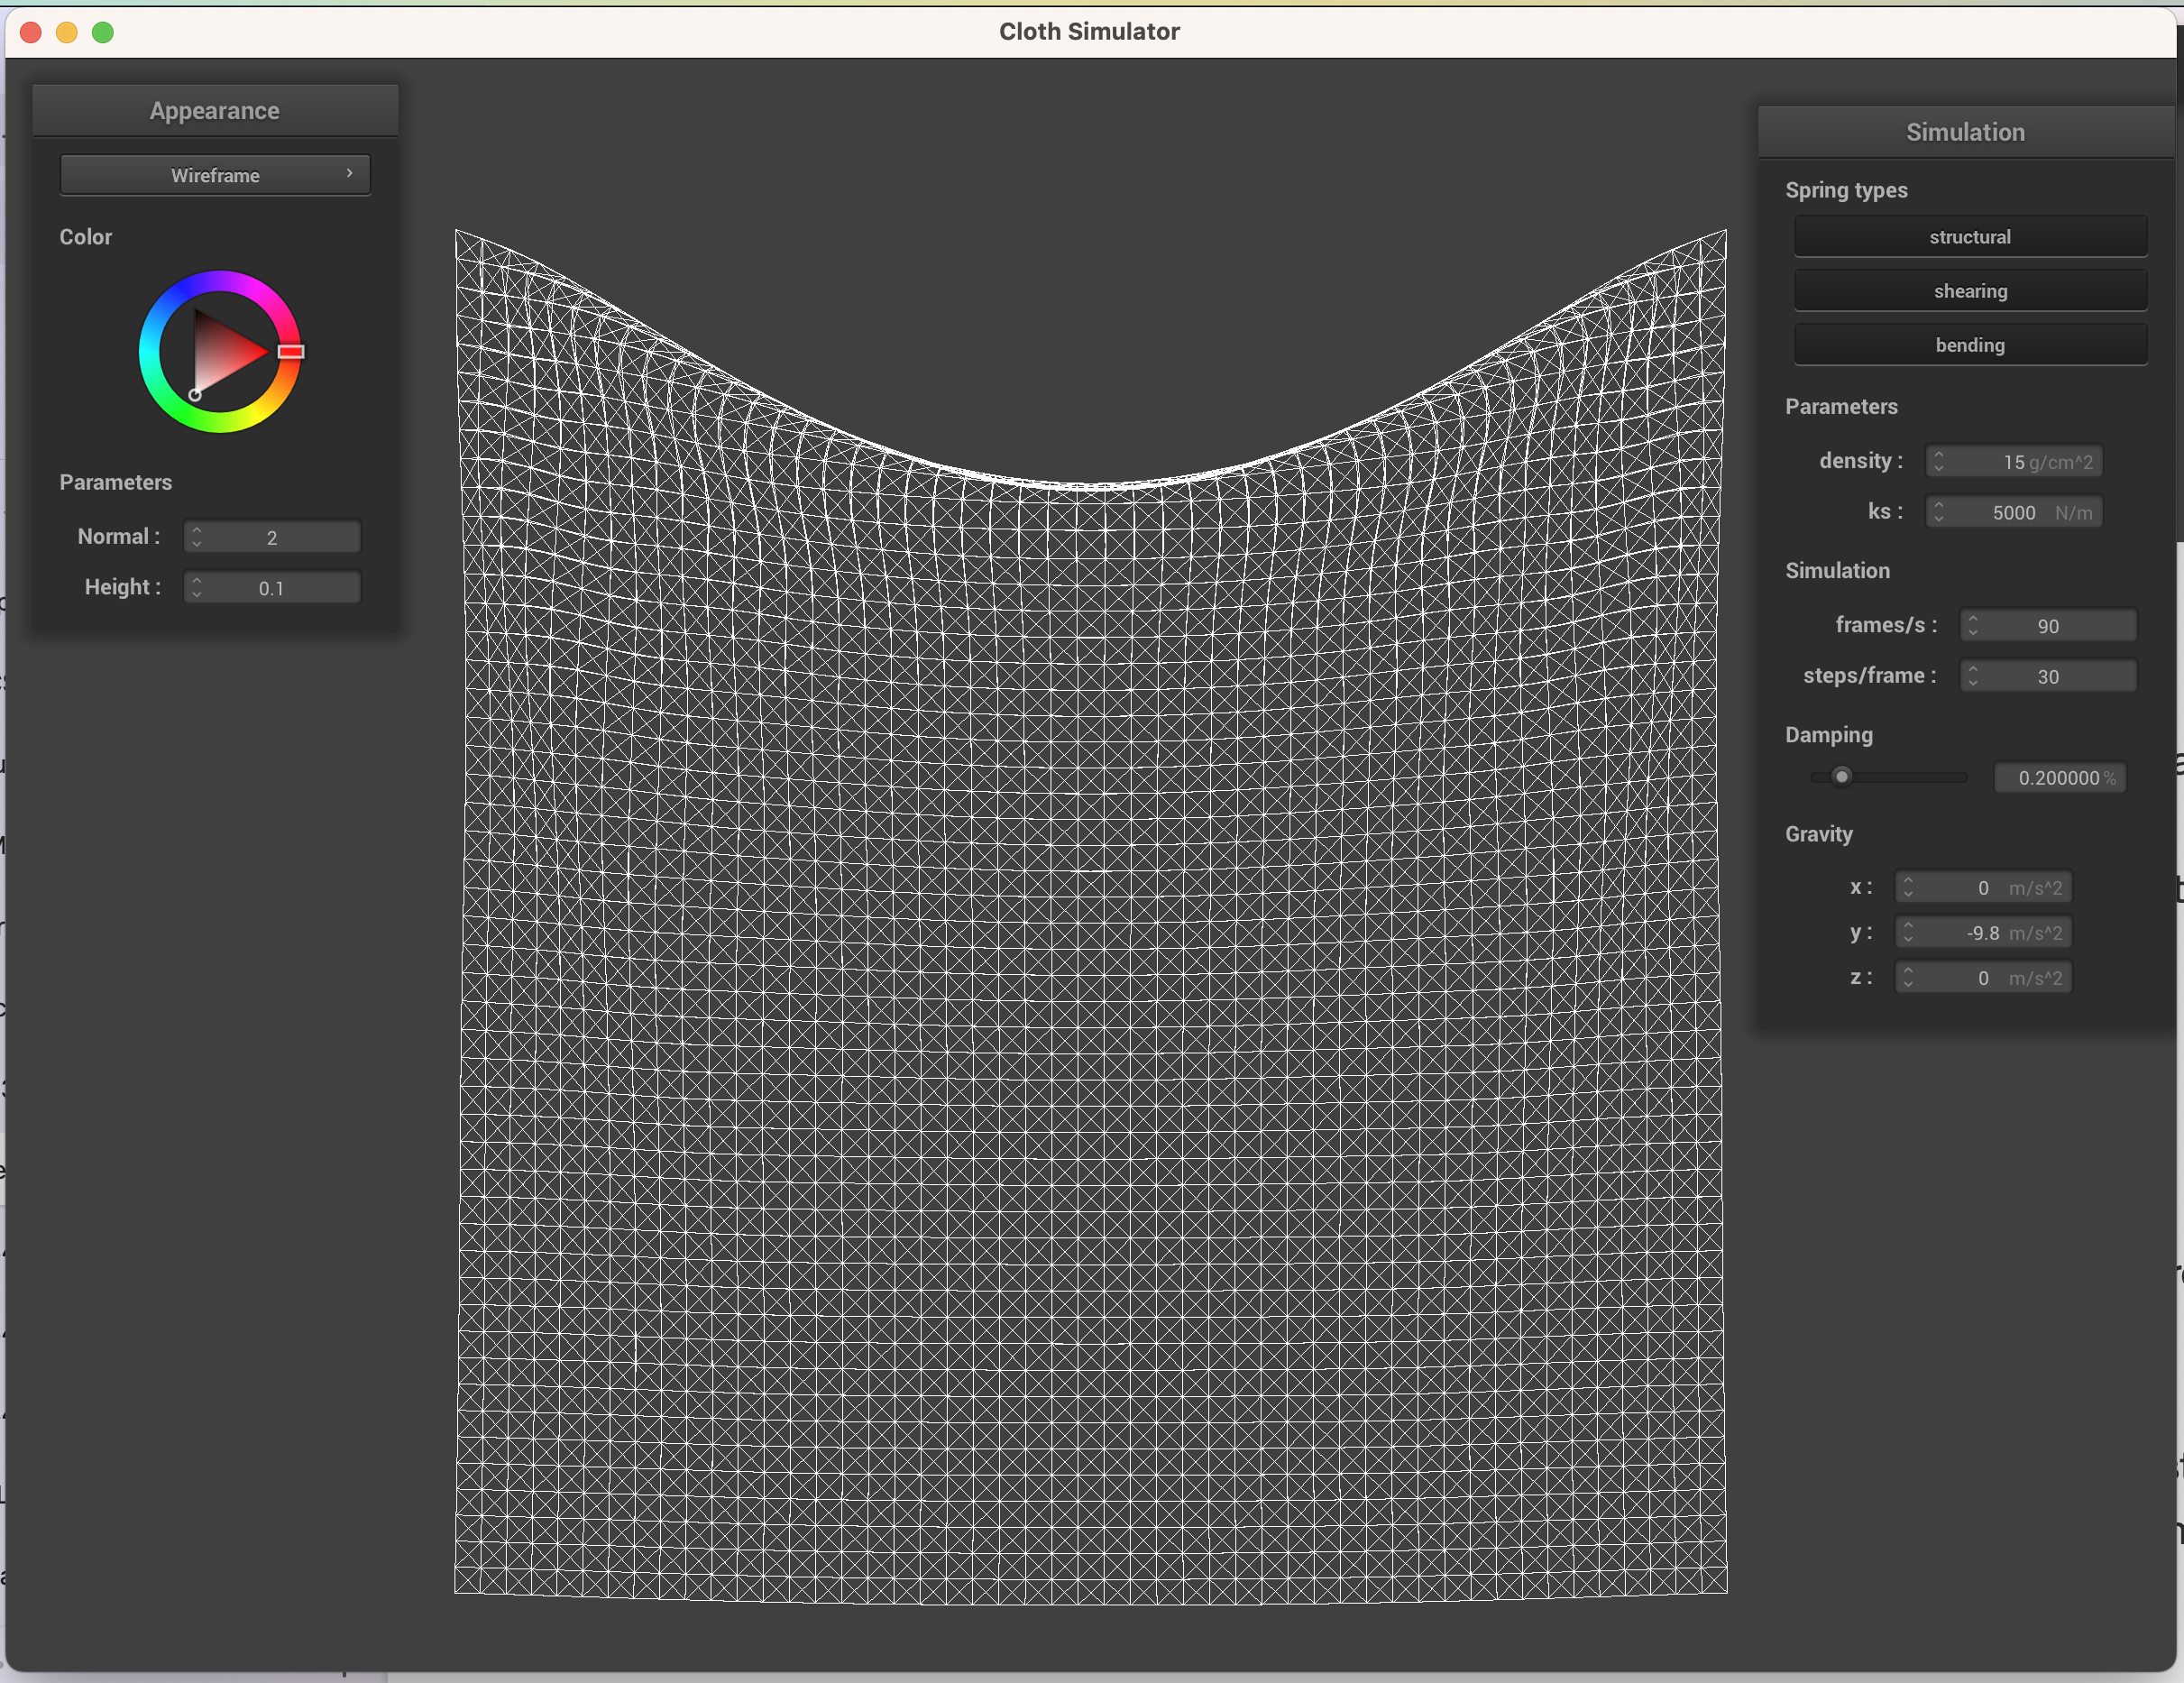 Cloth Simulator
Appearance
Wireframe
Color
Parameters
Normal : 2
Height : 0.1
Simulation
Spring types
structural
shearing
bending
Parameters
density : 15 g/cm^2
ks : 5000 N/m
Simulation
frames/s : 90
steps/frame : 30
Damping
0.200000 %
Gravity
x : 0 m/s^2
y : -9.8 m/s^2
z : 0 m/s^2